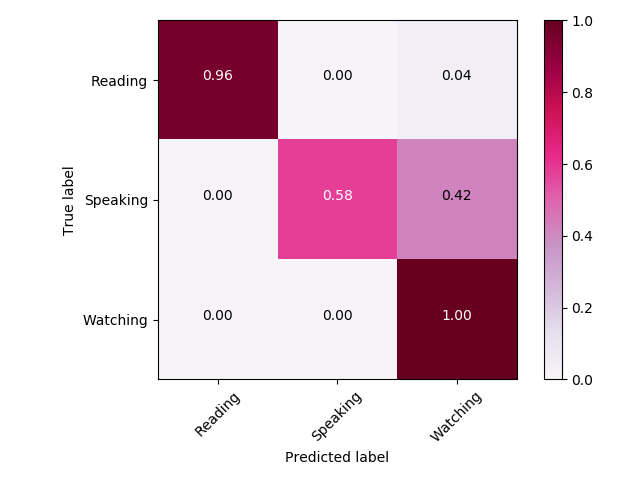 Reading 0.96 0.00 0.04
Speaking 0.00 0.58 0.42
Watching 0.00 0.00 1.00
Reading Speaking Watching
True label
Predicted label
1.0
0.8
0.6
0.4
0.2
0.0